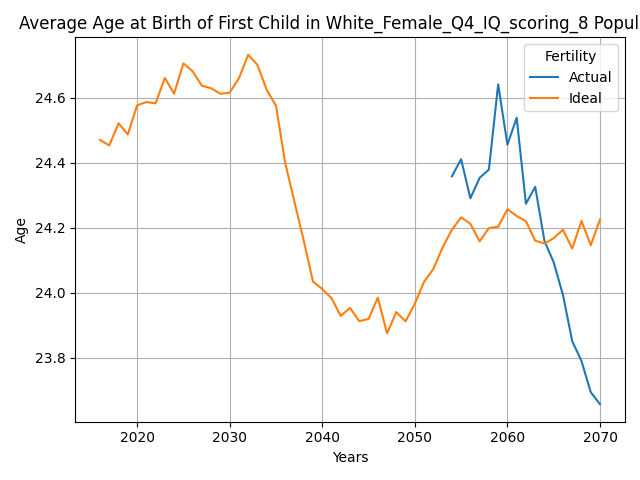 Average Age at Birth of First Child in White_Female_Q4_IQ_scoring_8 Popul
Fertility
Actual
Ideal
Age
24.6
24.4
24.2
24.0
23.8
2020 2030 2040 2050 2060 2070
Years